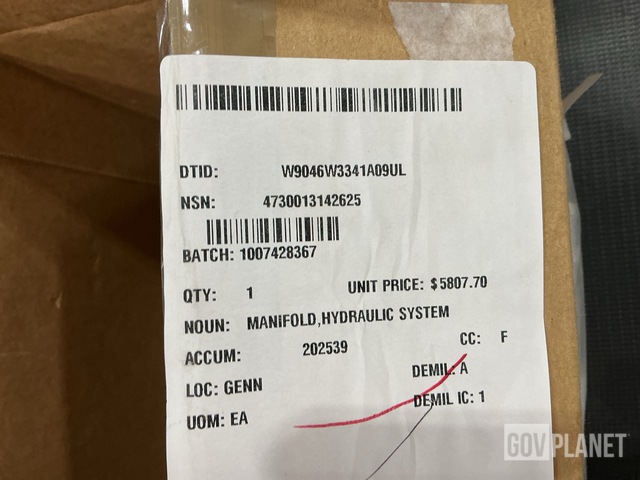 DTID: W9046W3341A09UL
NSN: 4730013142625
BATCH: 1007428367
QTY: 1 UNIT PRICE: $5807.70
NOUN: MANIFOLD,HYDRAULIC SYSTEM
ACCUM: 202539 CC: F
LOC: GENN DEMIL: A
UOM: EA DEMIL IC: 1
GOVPLANET